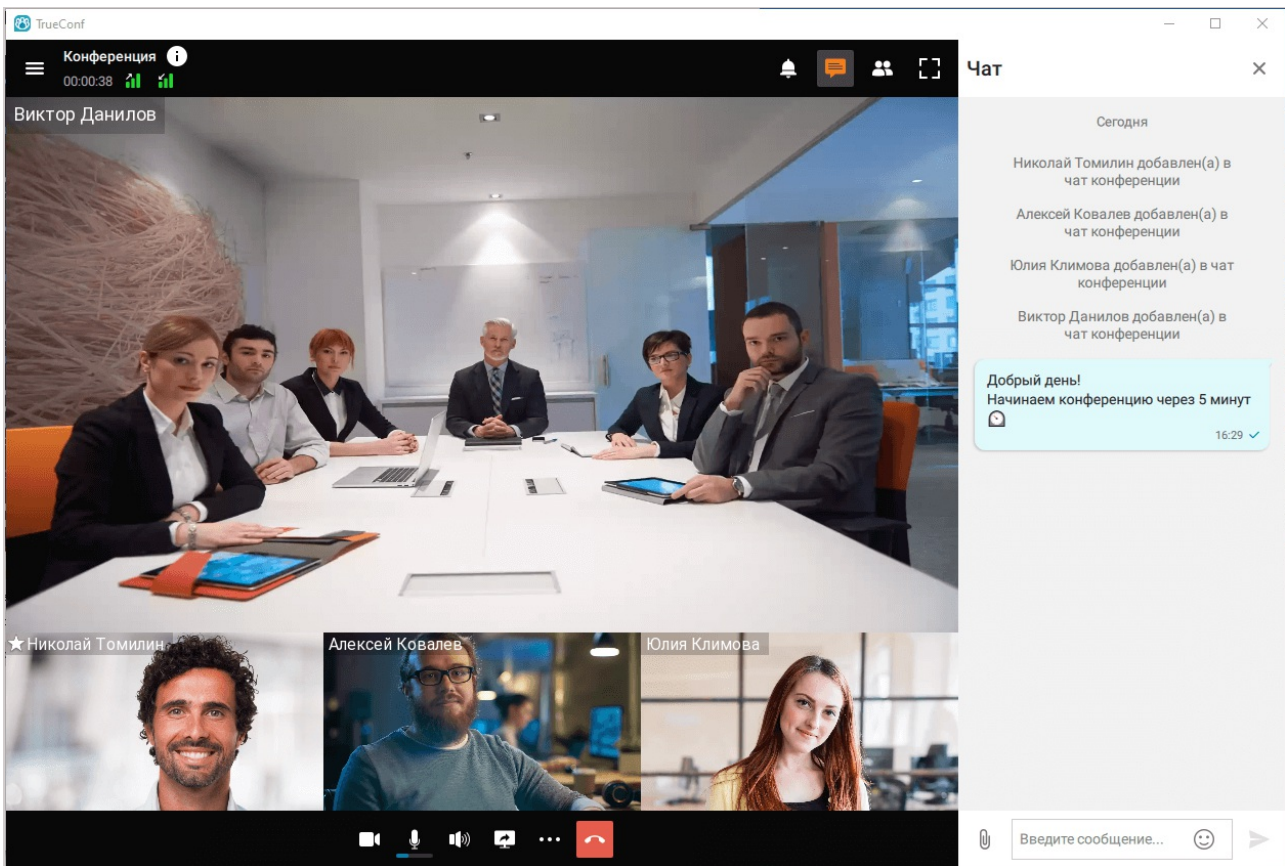 TrueConf
Конференция
00:00:38
Чат
Виктор Данилов
Сегодня
Николай Томилин добавлен(а) в
чат конференции
Алексей Ковалев добавлен(а) в
чат конференции
Юлия Климова добавлен(а) в чат
конференции
Виктор Данилов добавлен(а) в
чат конференции
Добрый день!
Начинаем конференцию через 5 минут
16:29
Николай Томилин
Алексей Ковалев
Юлия Климова
Введите сообщение...